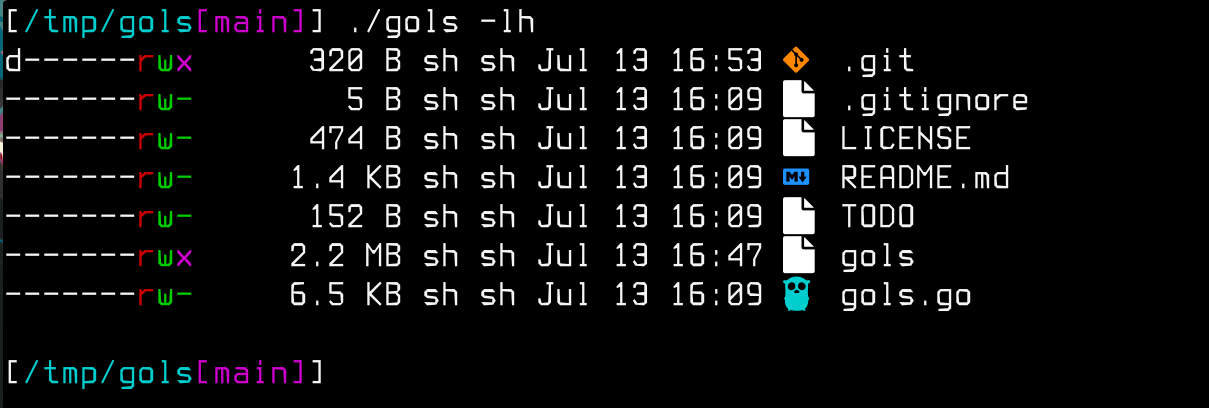 [/tmp/gols[main]] ./gols -lh
d------rwx 320 B sh sh Jul 13 16:53 .git
-------rw- 5 B sh sh Jul 13 16:09 .gitignore
-------rw- 474 B sh sh Jul 13 16:09 LICENSE
-------rw- 1.4 KB sh sh Jul 13 16:09 M↓ README.md
-------rw- 152 B sh sh Jul 13 16:09 TODO
-------rwx 2.2 MB sh sh Jul 13 16:47 gols
-------rw- 6.5 KB sh sh Jul 13 16:09 gols.go
[/tmp/gols[main]]